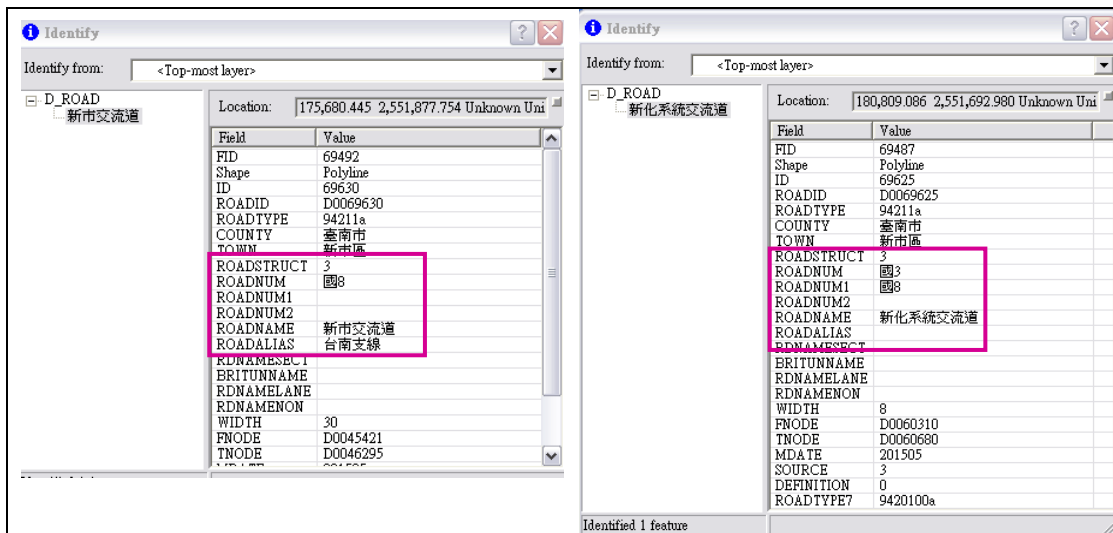 Identify
Identify from: <Top-most layer>
D_ROAD
新市交流道
Location: 175,680.445 2,551,877.754 Unknown Uni
Field Value
FID 69492
Shape Polyline
ID 69630
ROADID D0069630
ROADTYPE 94211a
COUNTY 臺南市
TOWN 新市區
ROADSTRUCT 3
ROADNUM 國8
ROADNUM1
ROADNUM2
ROADNAME 新市交流道
ROADALIAS 台南支線
RDNAMESECT
BRITUNNAME
RDNAMELANE
RDNAMENON
WIDTH 30
FNODE D0045421
TNODE D0046295
Identify
Identify from: <Top-most layer>
D_ROAD
新化系統交流道
Location: 180,809.086 2,551,692.980 Unknown Uni
Field Value
FID 69487
Shape Polyline
ID 69625
ROADID D0069625
ROADTYPE 94211a
COUNTY 臺南市
TOWN 新市區
ROADSTRUCT 3
ROADNUM 國3
ROADNUM1 國8
ROADNUM2
ROADNAME 新化系統交流道
ROADALIAS
RDNAMESECT
BRITUNNAME
RDNAMELANE
RDNAMENON
WIDTH 8
FNODE D0060310
TNODE D0060680
MDATE 201505
SOURCE 3
DEFINITION 0
ROADTYPE7 9420100a
Identified 1 feature